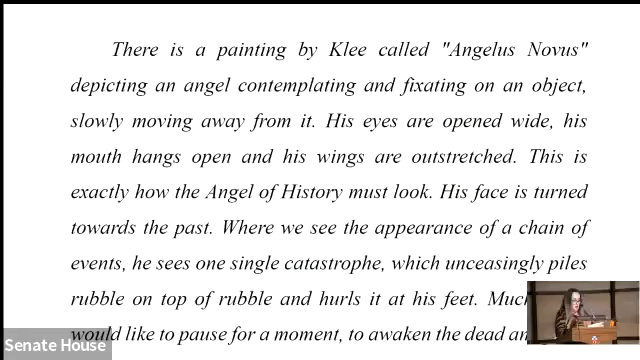 There is a painting by Klee called "Angelus Novus"
depicting an angel contemplating and fixating on an object,
slowly moving away from it. His eyes are opened wide, his
mouth hangs open and his wings are outstretched. This is
exactly how the Angel of History must look. His face is turned
towards the past. Where we see the appearance of a chain of
events, he sees one single catastrophe, which unceasingly piles
rubble on top of rubble and hurls it at his feet.
would like to pause for a moment, to awaken the dead
Senate House